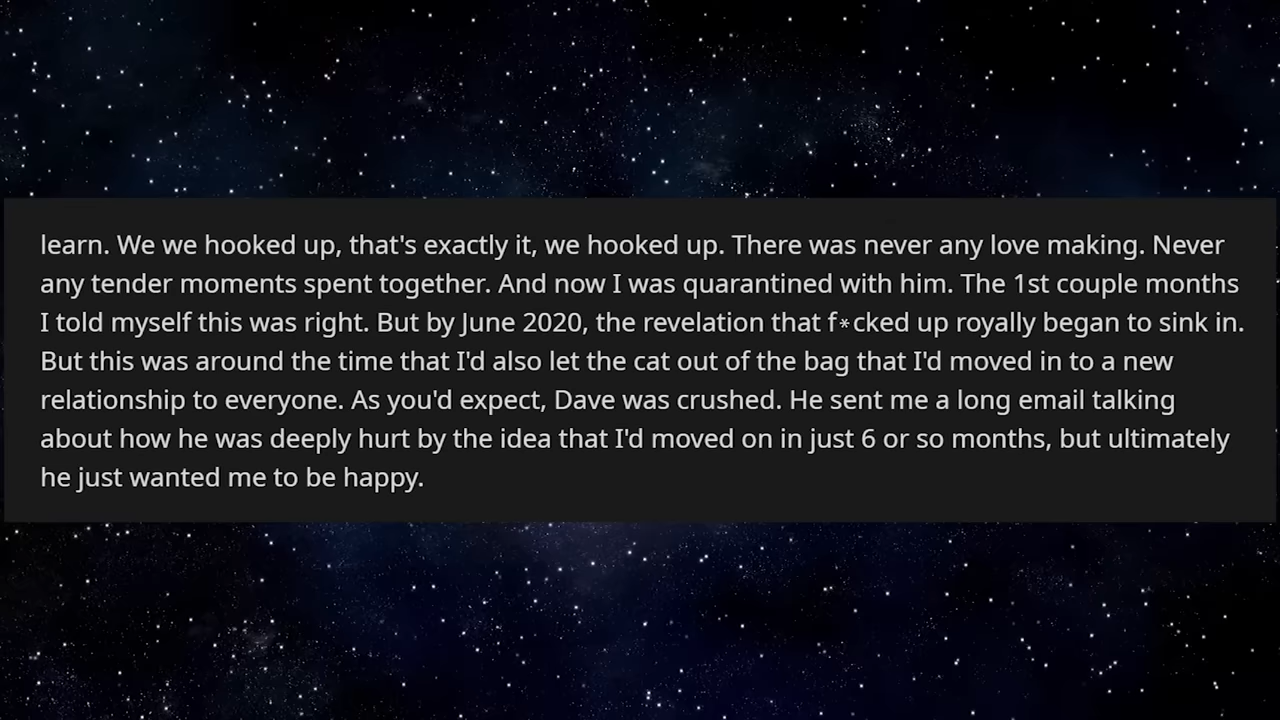 learn. We we hooked up, that's exactly it, we hooked up. There was never any love making. Never
any tender moments spent together. And now I was quarantined with him. The 1st couple months
I told myself this was right. But by June 2020, the revelation that f*cked up royally began to sink in.
But this was around the time that I'd also let the cat out of the bag that I'd moved in to a new
relationship to everyone. As you'd expect, Dave was crushed. He sent me a long email talking
about how he was deeply hurt by the idea that I'd moved on in just 6 or so months, but ultimately
he just wanted me to be happy.